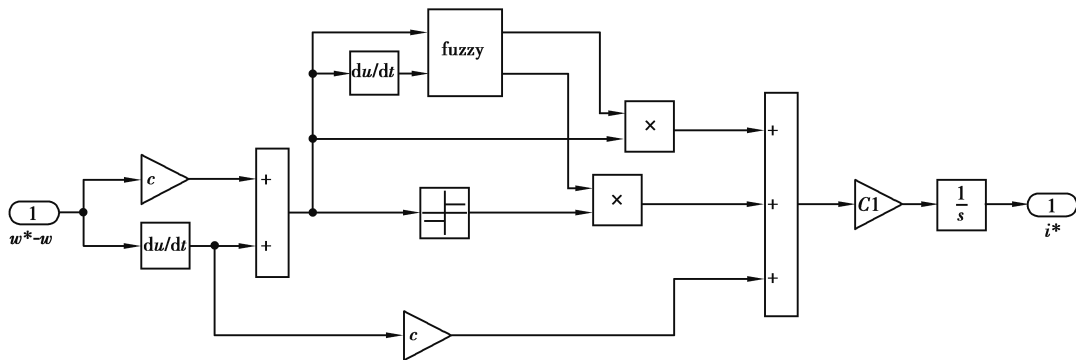 1
w*-w
c
du/dt
+
+
du/dt
fuzzy
×
×
c
+
+
+
C1
1
s
1
i*